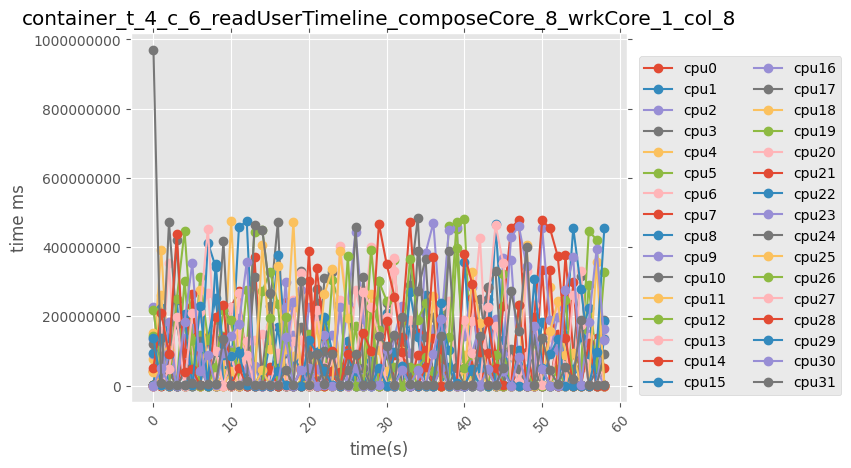 container_t_4_c_6_readUserTimeline_composeCore_8_wrkCore_1_col_8
time ms
1000000000
800000000
600000000
400000000
200000000
0
0 10 20 30 40 50 60
time(s)
cpu0
cpu1
cpu2
cpu3
cpu4
cpu5
cpu6
cpu7
cpu8
cpu9
cpu10
cpu11
cpu12
cpu13
cpu14
cpu15
cpu16
cpu17
cpu18
cpu19
cpu20
cpu21
cpu22
cpu23
cpu24
cpu25
cpu26
cpu27
cpu28
cpu29
cpu30
cpu31